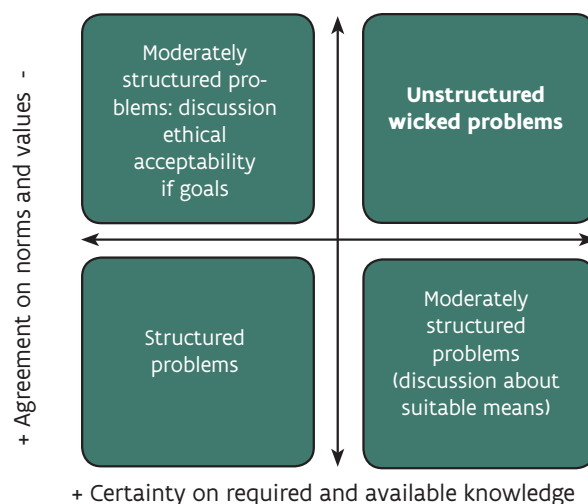 Moderately
structured pro-
blems: discussion
ethical
acceptability
if goals
Unstructured
wicked problems
+ Agreement on norms and values -
Structured
problems
Moderately
structured
problems
(discussion about
suitable means)
+ Certainty on required and available knowledge